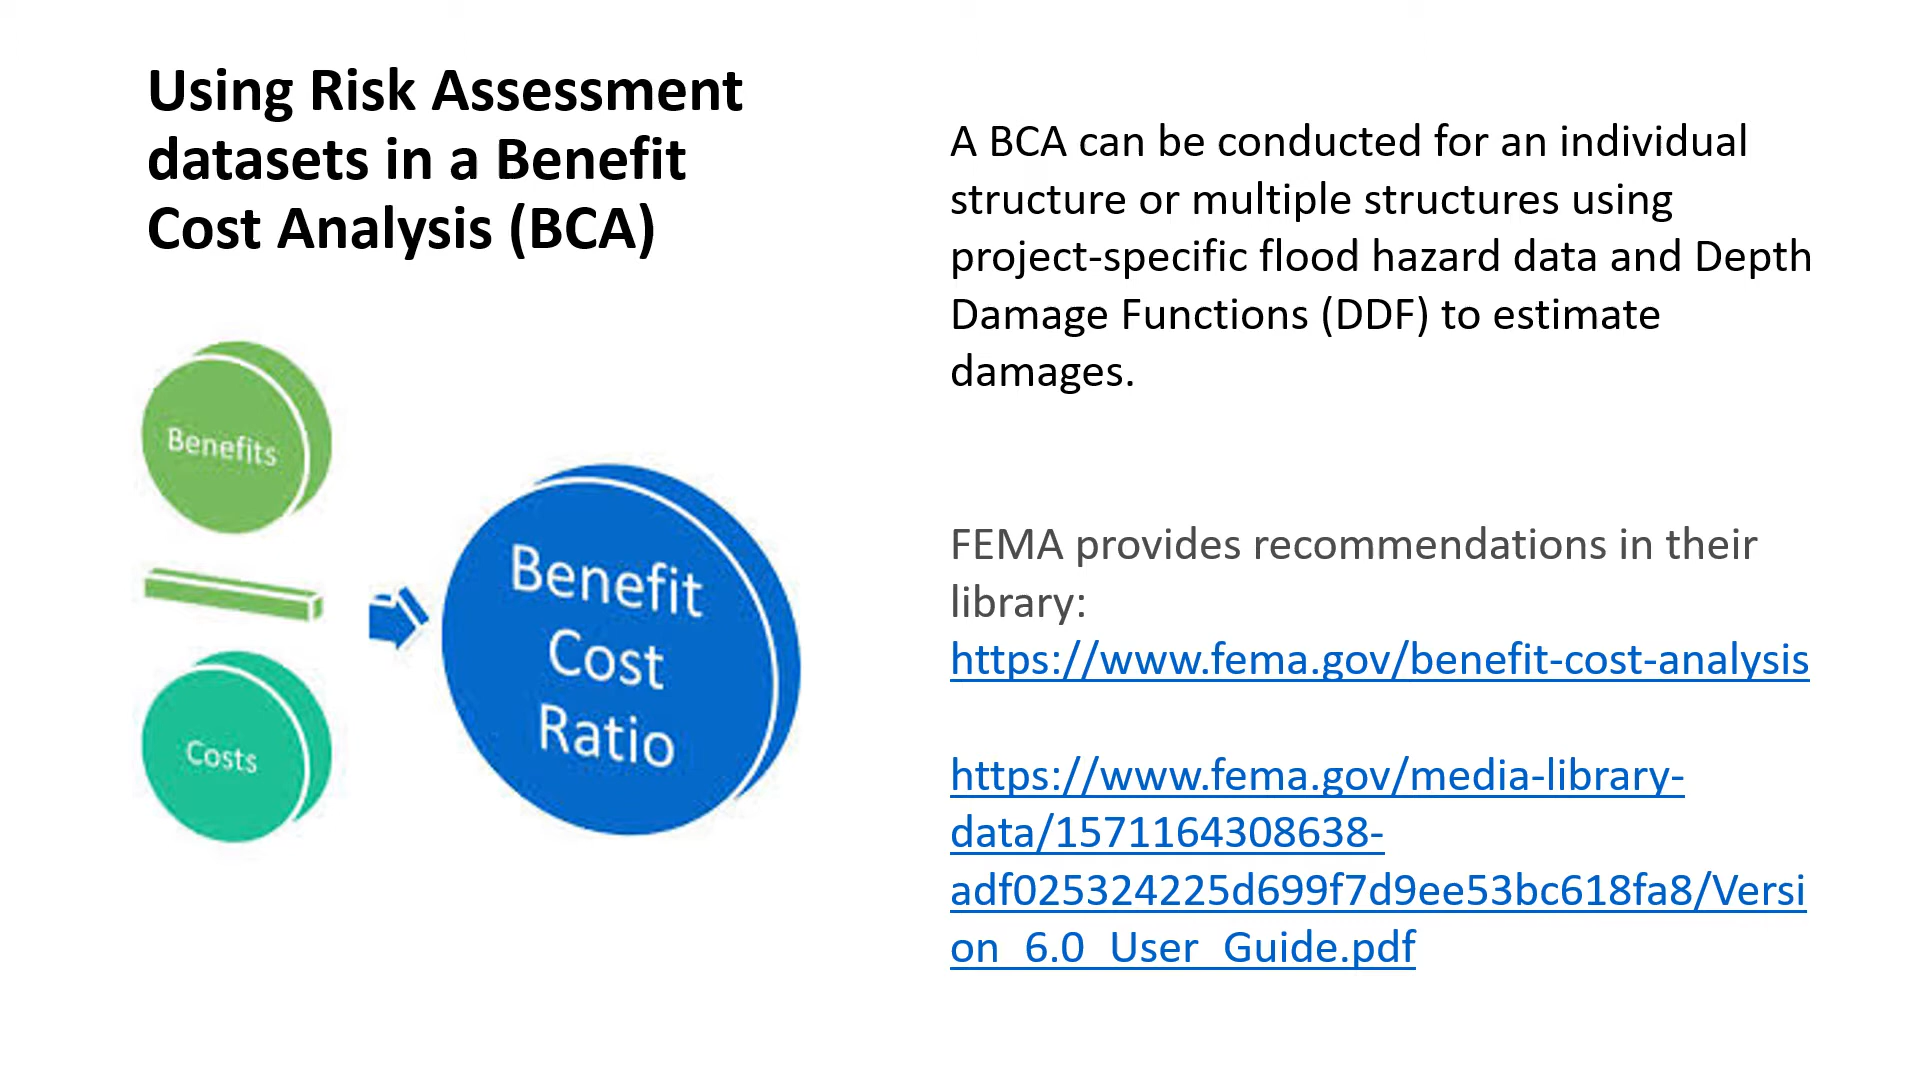 Using Risk Assessment
datasets in a Benefit
Cost Analysis (BCA)
Benefits
Costs
Benefit
Cost
Ratio
A BCA can be conducted for an individual
structure or multiple structures using
project-specific flood hazard data and Depth
Damage Functions (DDF) to estimate
damages.
FEMA provides recommendations in their
library:
https://www.fema.gov/benefit-cost-analysis
https://www.fema.gov/media-library-
data/1571164308638-
adf025324225d699f7d9ee53bc618fa8/Versi
on_6.0_User_Guide.pdf